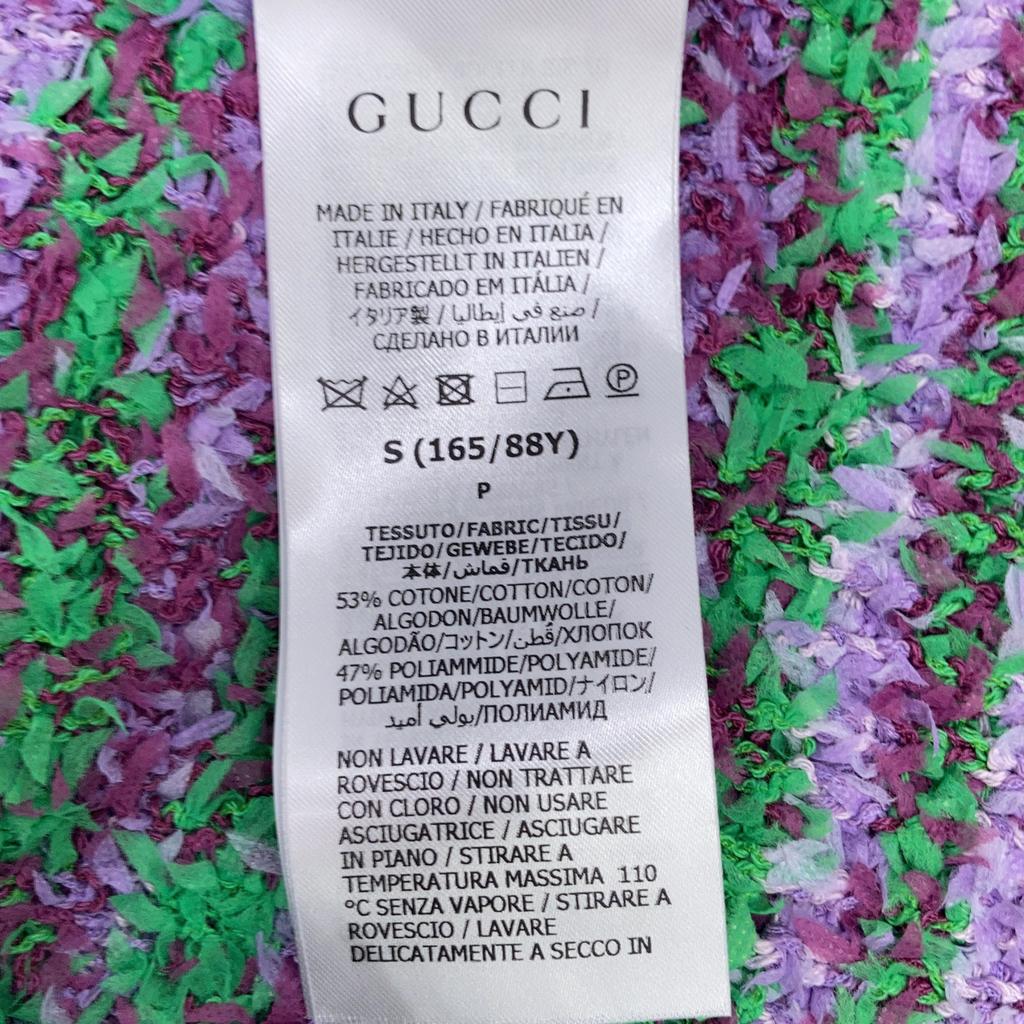 GUCCI
MADE IN ITALY / FABRIQUÉ EN
ITALIE / HECHO EN ITALIA /
HERGESTELLT IN ITALIEN /
FABRICADO EM ITÁLIA /
イタリア製 / صنع في إيطاليا /
СДЕЛАНО В ИТАЛИИ
P
S (165/88Y)
P
TESSUTO/FABRIC/TISSU/
TEJIDO/GEWEBE/TECIDO/
本体/قماش/ТКАНЬ
53% COTONE/COTTON/COTON/
ALGODON/BAUMWOLLE/
ALGODÃO/コットン/قطن/ХЛОПОК
47% POLIAMMIDE/POLYAMIDE/
POLIAMIDA/POLYAMID/ナイロン/
بولي أميد/ПОЛИАМИД
NON LAVARE / LAVARE A
ROVESCIO / NON TRATTARE
CON CLORO / NON USARE
ASCIUGATRICE / ASCIUGARE
IN PIANO / STIRARE A
TEMPERATURA MASSIMA 110
°C SENZA VAPORE / STIRARE A
ROVESCIO / LAVARE
DELICATAMENTE A SECCO IN